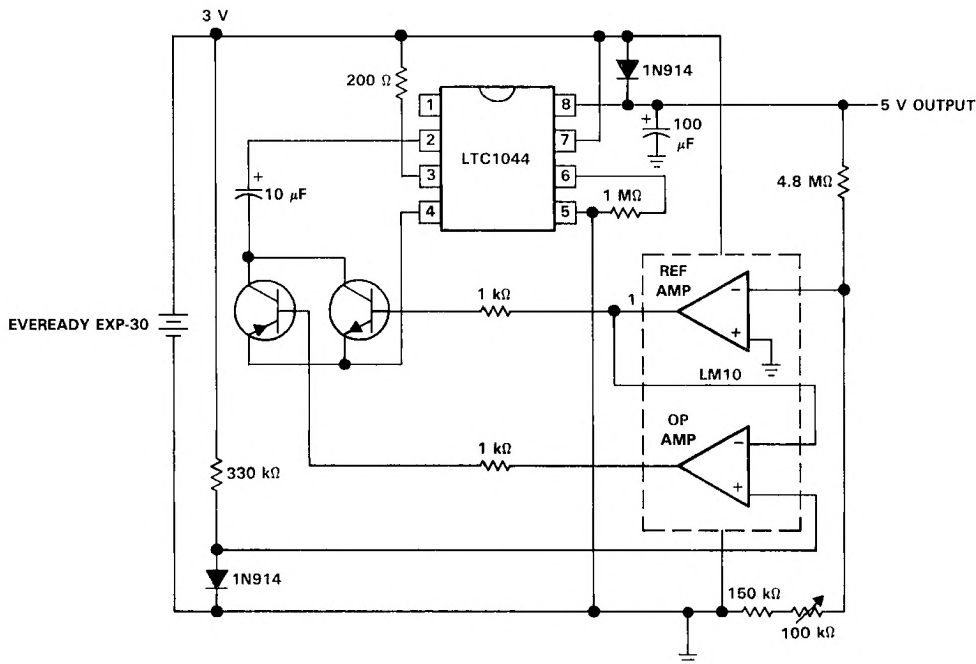 3 V
200 Ω
1N914
1
2
3
4
LTC1044
8
7
6
5
+
100
μF
5 V OUTPUT
4.8 MΩ
+
10 μF
1 MΩ
REF
AMP
−
+
1
1 kΩ
EVEREADY EXP-30
LM10
OP
AMP
−
+
1 kΩ
330 kΩ
1N914
150 kΩ
100 kΩ